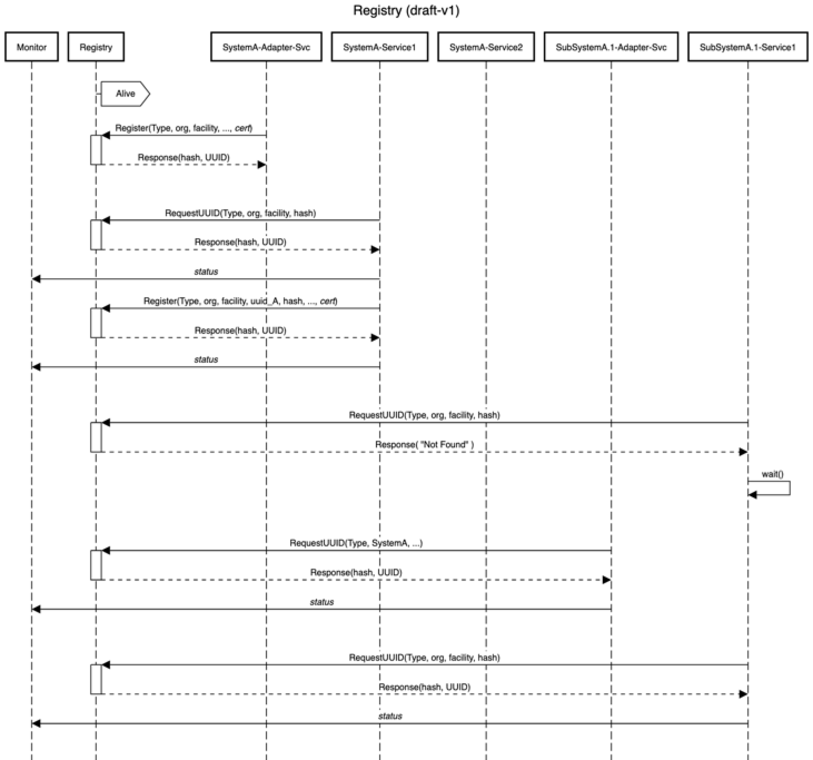 Registry (draft-v1)
Monitor
Registry
SystemA-Adapter-Svc
SystemA-Service1
SystemA-Service2
SubSystemA.1-Adapter-Svc
SubSystemA.1-Service1
Alive
Register(Type, org, facility, ..., cert)
Response(hash, UUID)
RequestUUID(Type, org, facility, hash)
Response(hash, UUID)
status
Register(Type, org, facility, uuid_A, hash, ..., cert)
Response(hash, UUID)
status
RequestUUID(Type, org, facility, hash)
Response( "Not Found" )
wait()
RequestUUID(Type, SystemA, ...)
Response(hash, UUID)
status
RequestUUID(Type, org, facility, hash)
Response(hash, UUID)
status